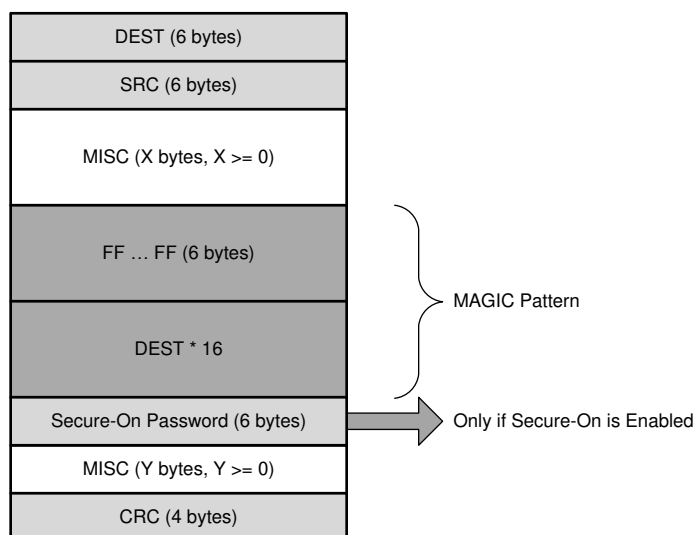 DEST (6 bytes)
SRC (6 bytes)
MISC (X bytes, X >= 0)
FF … FF (6 bytes)
MAGIC Pattern
DEST * 16
Secure-On Password (6 bytes)
Only if Secure-On is Enabled
MISC (Y bytes, Y >= 0)
CRC (4 bytes)